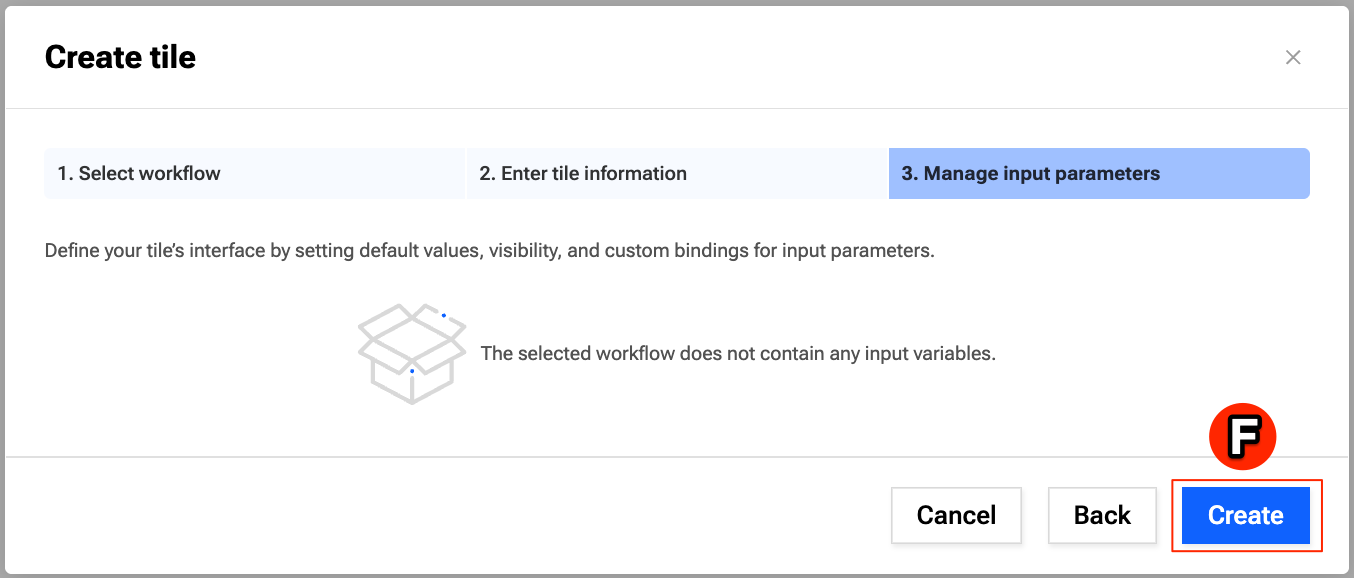 Create tile
1. Select workflow
2. Enter tile information
3. Manage input parameters
Define your tile’s interface by setting default values, visibility, and custom bindings for input parameters.
The selected workflow does not contain any input variables.
F
Cancel
Back
Create